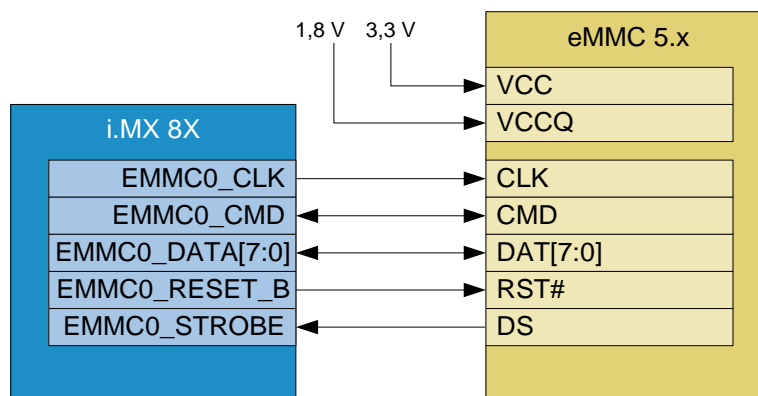 1,8 V 3,3 V
eMMC 5.x
VCC
VCCQ
i.MX 8X
EMMC0_CLK CLK
EMMC0_CMD CMD
EMMC0_DATA[7:0] DAT[7:0]
EMMC0_RESET_B RST#
EMMC0_STROBE DS